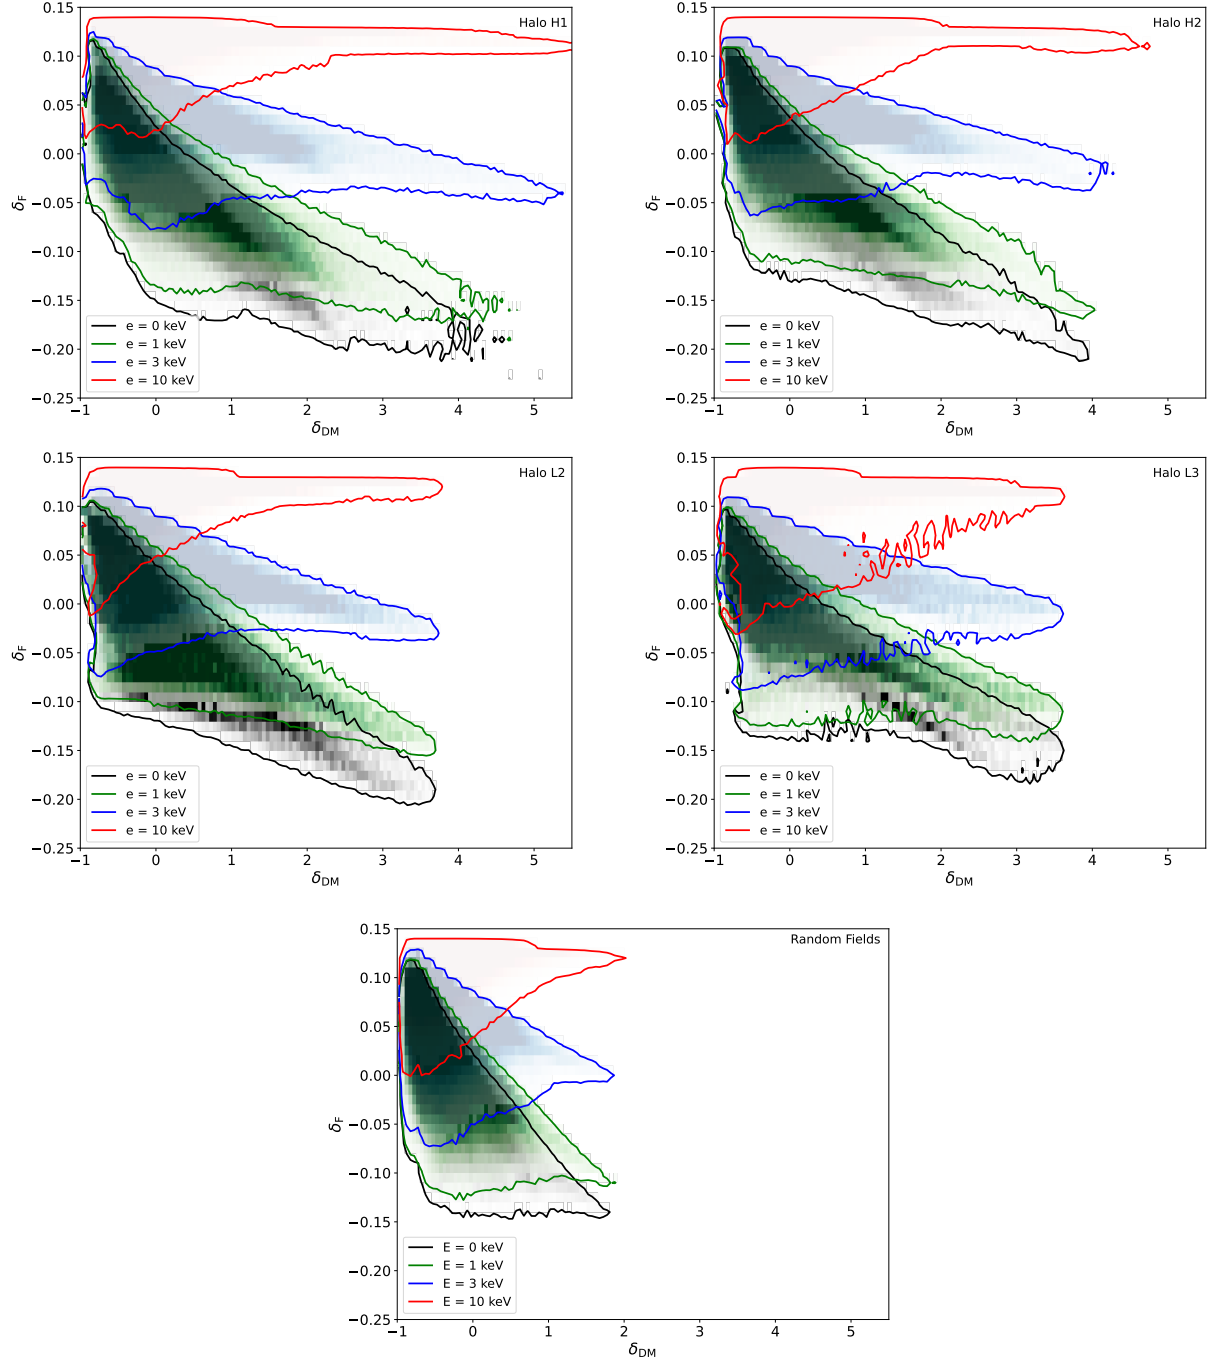 Halo H1
0.15
0.10
0.05
0.00
−0.05
−0.10
−0.15
−0.20
−0.25
δF
e = 0 keV
e = 1 keV
e = 3 keV
e = 10 keV
−1 0 1 2 3 4 5
δDM
Halo H2
0.15
0.10
0.05
0.00
−0.05
−0.10
−0.15
−0.20
−0.25
δF
e = 0 keV
e = 1 keV
e = 3 keV
e = 10 keV
−1 0 1 2 3 4 5
δDM
Halo L2
0.15
0.10
0.05
0.00
−0.05
−0.10
−0.15
−0.20
−0.25
δF
e = 0 keV
e = 1 keV
e = 3 keV
e = 10 keV
−1 0 1 2 3 4 5
δDM
Halo L3
0.15
0.10
0.05
0.00
−0.05
−0.10
−0.15
−0.20
−0.25
δF
e = 0 keV
e = 1 keV
e = 3 keV
e = 10 keV
−1 0 1 2 3 4 5
δDM
Random Fields
0.15
0.10
0.05
0.00
−0.05
−0.10
−0.15
−0.20
−0.25
δF
E = 0 keV
E = 1 keV
E = 3 keV
E = 10 keV
−1 0 1 2 3 4 5
δDM